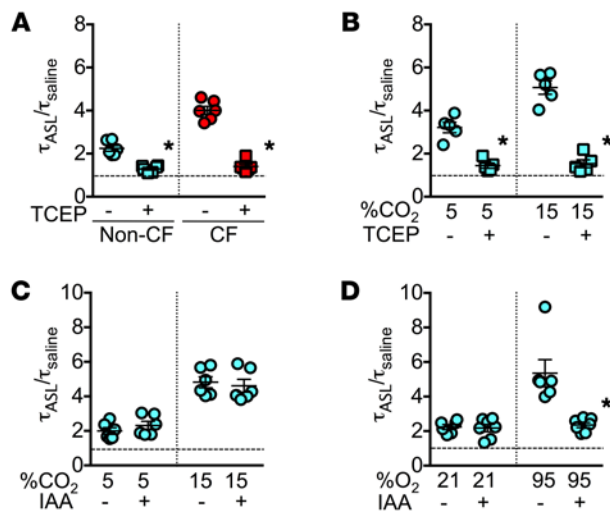 A
τASL/τsaline
8
6
4
2
0
*
*
TCEP - + - +
Non-CF CF
B
τASL/τsaline
8
6
4
2
0
*
*
%CO2 5 5 15 15
TCEP - + - +
C
τASL/τsaline
10
8
6
4
2
0
%CO2 5 5 15 15
IAA - + - +
D
τASL/τsaline
10
8
6
4
2
0
*
%O2 21 21 95 95
IAA - + - +